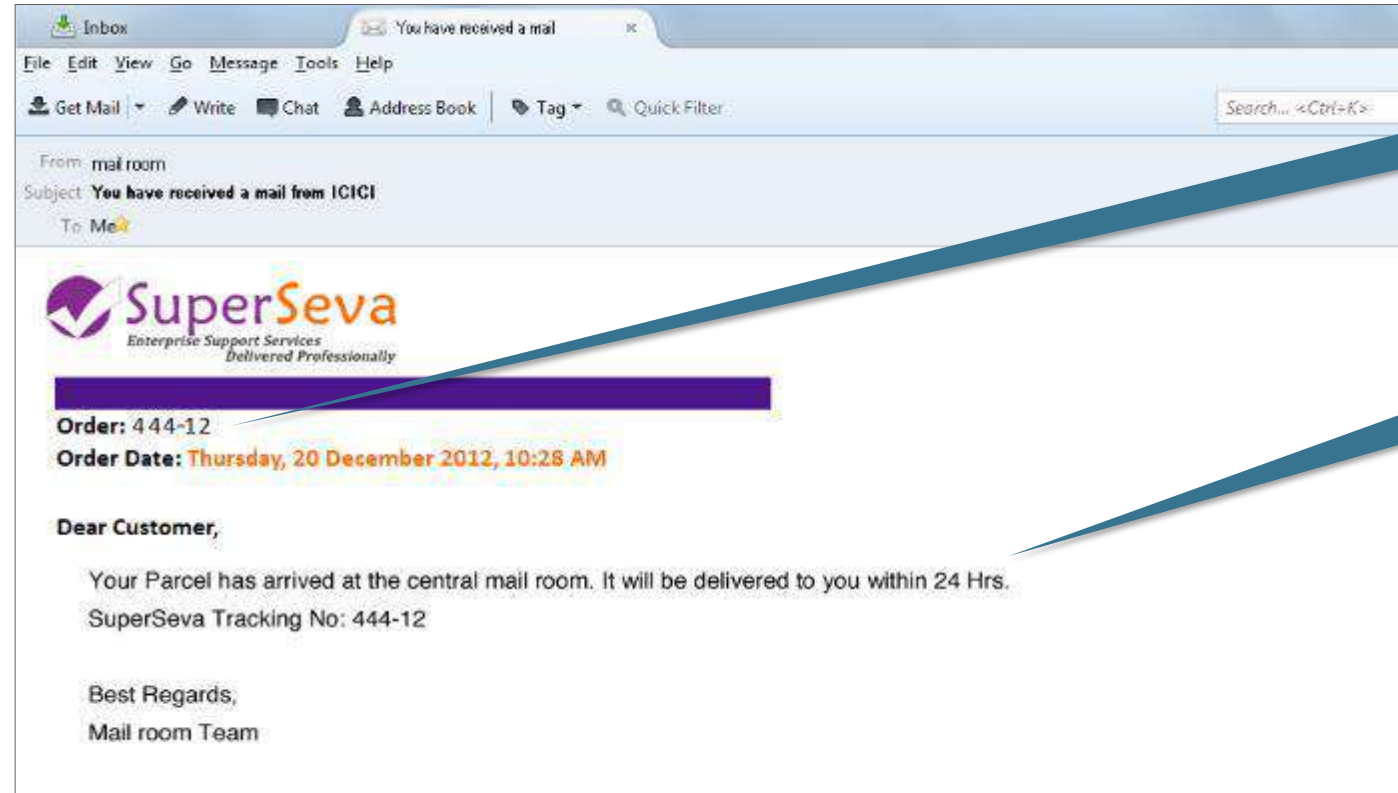 Inbox You have received a mail
File Edit View Go Message Tools Help
Get Mail Write Chat Address Book Tag Quick Filter Search... <Ctrl+K>
From mail room
Subject You have received a mail from ICICI
To Me
SuperSeva
Enterprise Support Services
Delivered Professionally
Order: 444-12
Order Date: Thursday, 20 December 2012, 10:28 AM
Dear Customer,
Your Parcel has arrived at the central mail room. It will be delivered to you within 24 Hrs.
SuperSeva Tracking No: 444-12
Best Regards,
Mail room Team